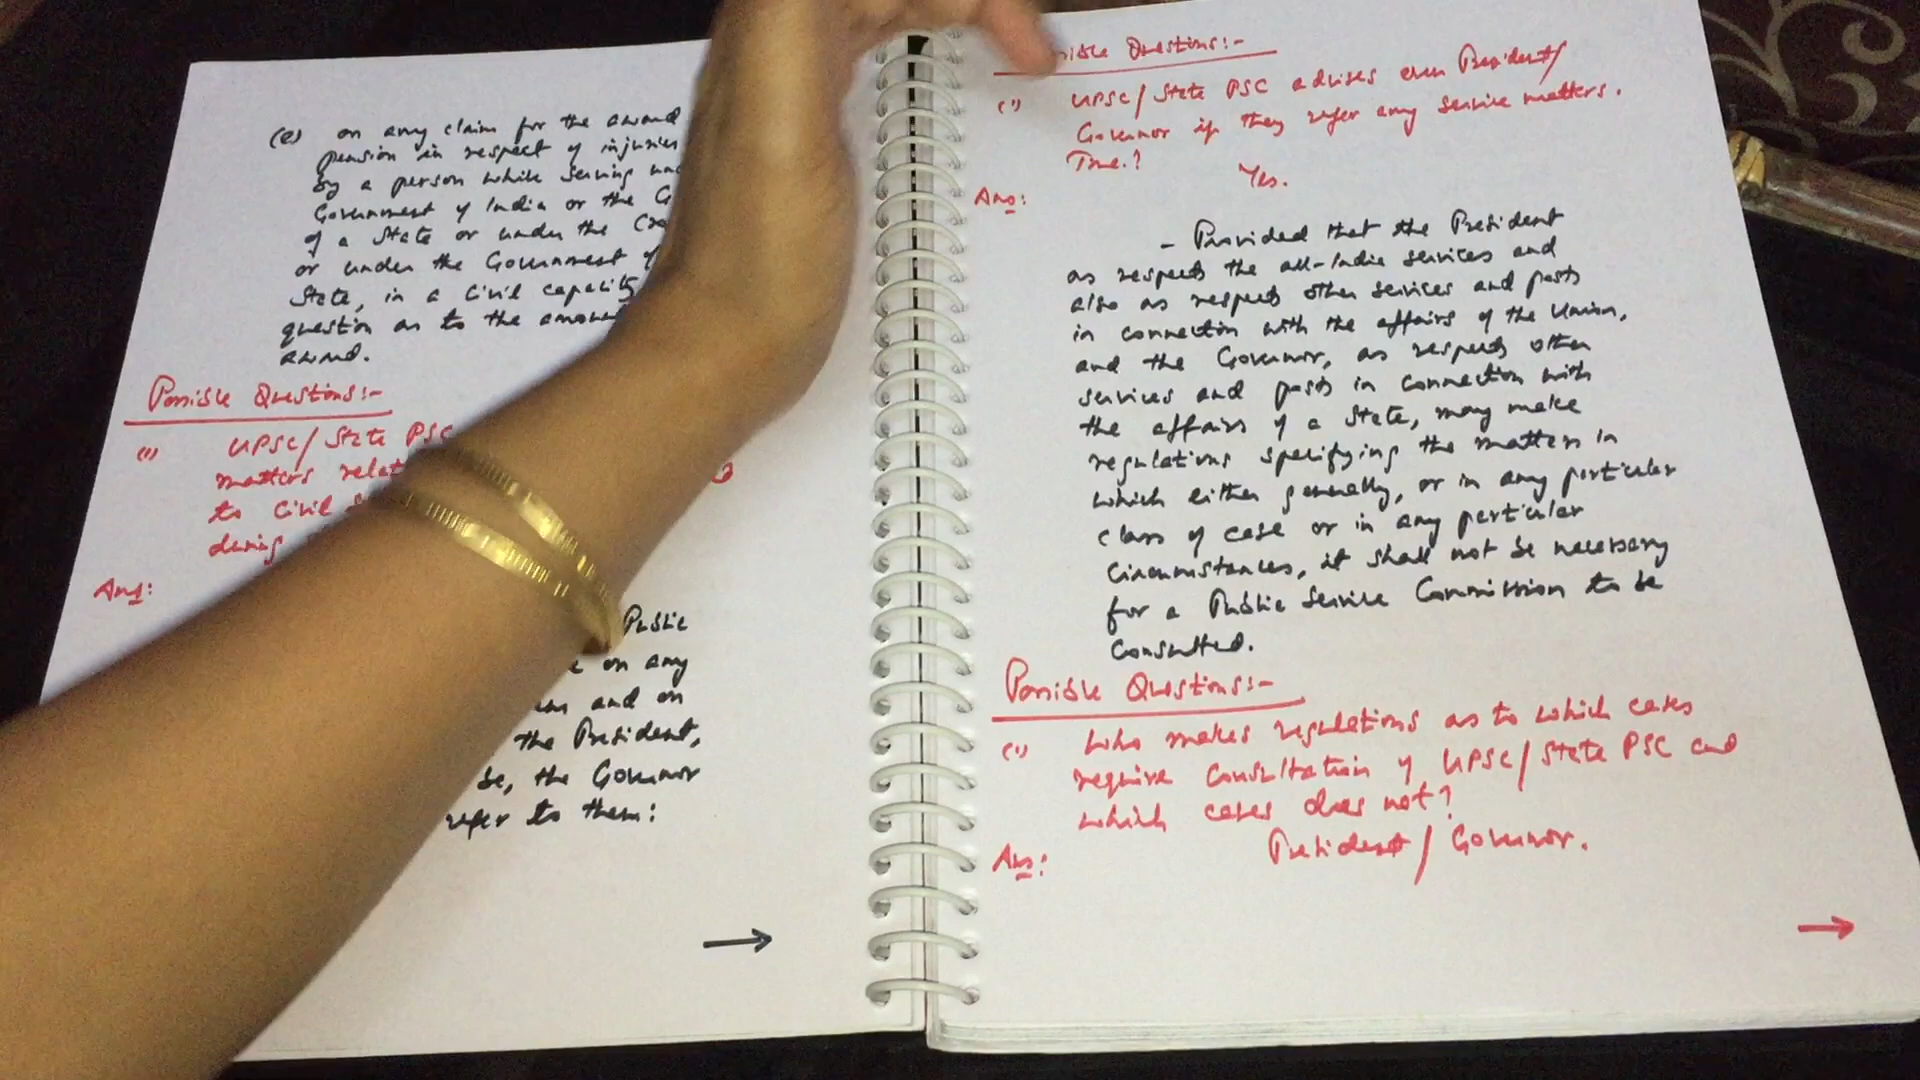 (e) on any claim for the award
pension in respect of injuries
by a person while serving
Government of India or the
of a State or under the
or under the Government of
State, in a civil capacity
question as to the
award.
Possible Questions:-
(1) UPSC/State PSC
matters
to Civil
during
Ans:
Public
on any
and on
the President,
be, the Governor
refer to them:
Questions:-
(1) UPSC/State PSC advises even President/
Governor if they refer any service matters.
True.?
Ans: Yes.
- Provided that the President
as respects the all-India services and
also as respects other services and posts
in connection with the affairs of the Union,
and the Governor, as respects other
services and posts in connection with
the affairs of a State, may make
regulations specifying the matters in
which either generally, or in any particular
class of case or in any particular
circumstances, it shall not be necessary
for a Public Service Commission to be
consulted.
Possible Questions:-
(1) Who makes regulations as to which cases
require consultation of UPSC/State PSC and
which cases does not?
Ans: President/Governor.